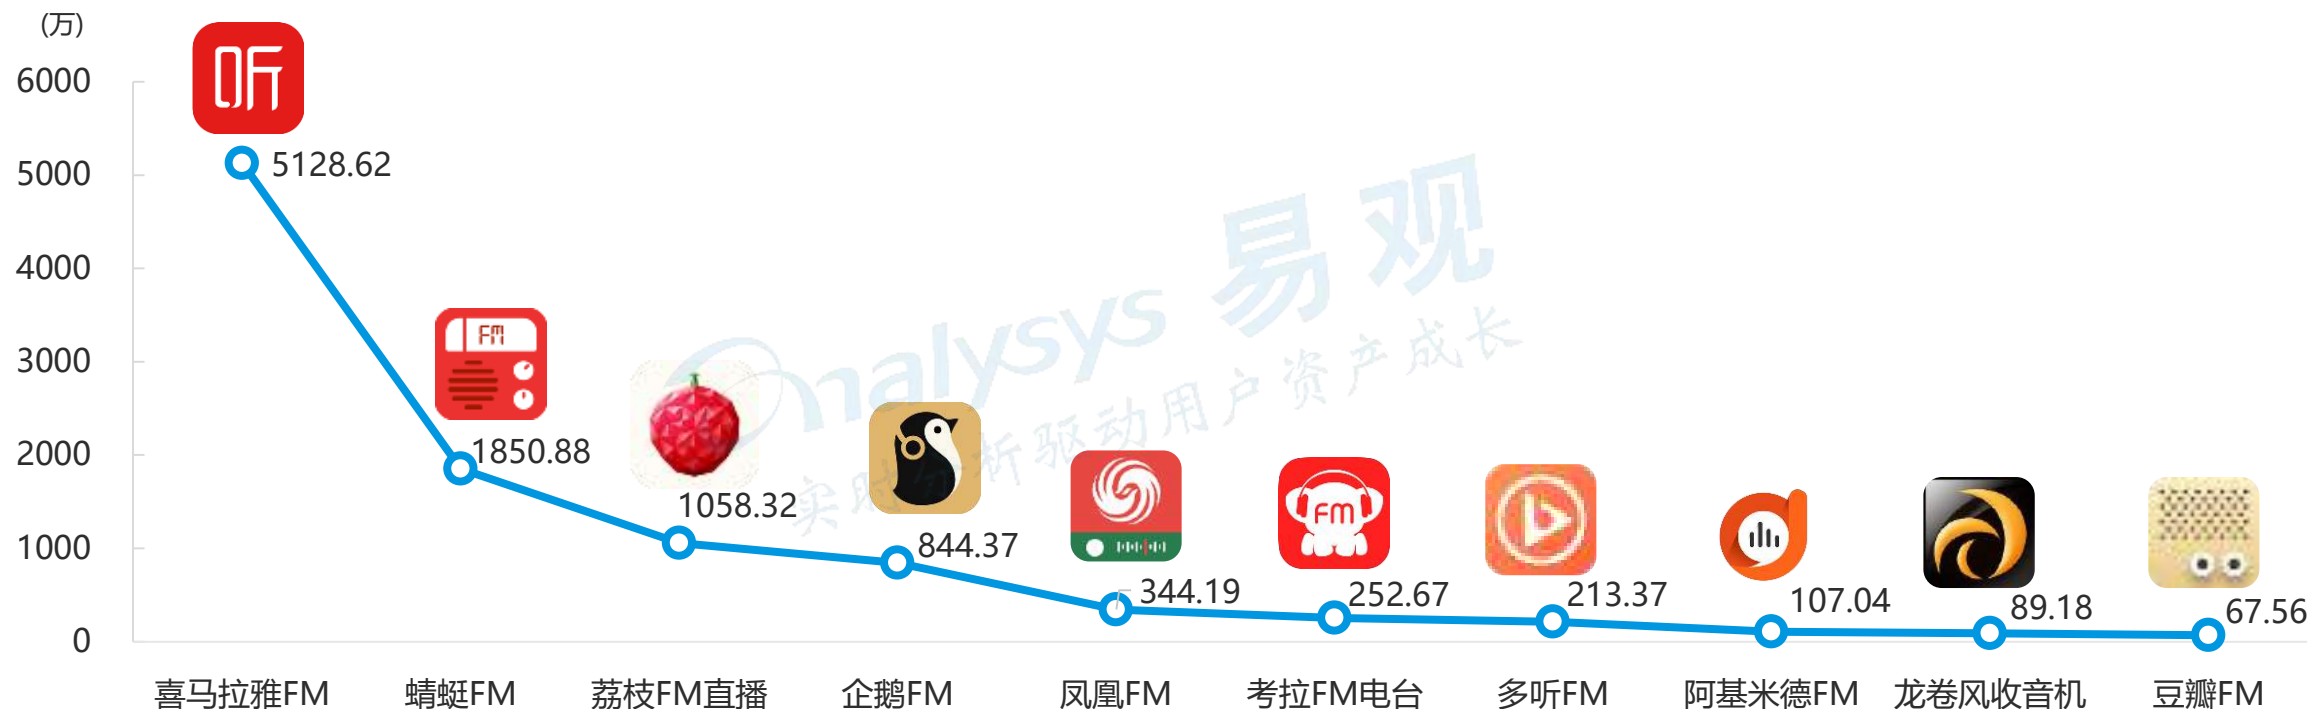 (万)
6000
5000
4000
3000
2000
1000
0
听
5128.62
FM
1850.88
1058.32
844.37
344.19
FM
252.67
213.37
107.04
89.18
67.56
analysys 易观
实时分析驱动用户资产成长
喜马拉雅FM 蜻蜓FM 荔枝FM直播 企鹅FM 凤凰FM 考拉FM电台 多听FM 阿基米德FM 龙卷风收音机 豆瓣FM